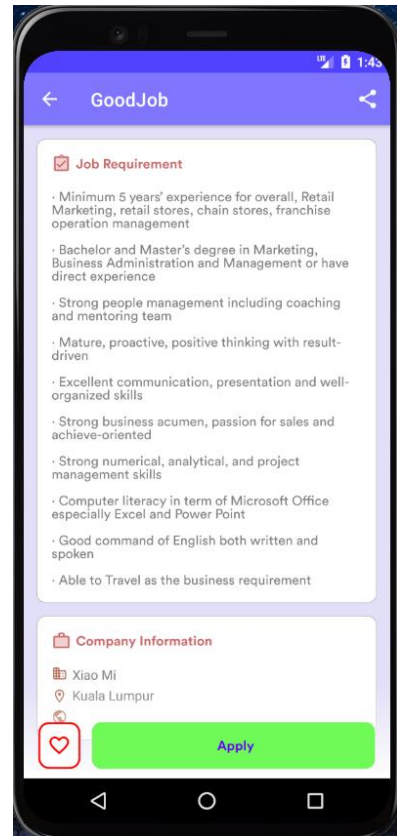 LTE 1:43
GoodJob
Job Requirement
· Minimum 5 years' experience for overall, Retail
Marketing, retail stores, chain stores, franchise
operation management
· Bachelor and Master's degree in Marketing,
Business Administration and Management or have
direct experience
· Strong people management including coaching
and mentoring team
· Mature, proactive, positive thinking with result-
driven
· Excellent communication, presentation and well-
organized skills
· Strong business acumen, passion for sales and
achieve-oriented
· Strong numerical, analytical, and project
management skills
· Computer literacy in term of Microsoft Office
especially Excel and Power Point
· Good command of English both written and
spoken
· Able to Travel as the business requirement
Company Information
Xiao Mi
Kuala Lumpur
Apply